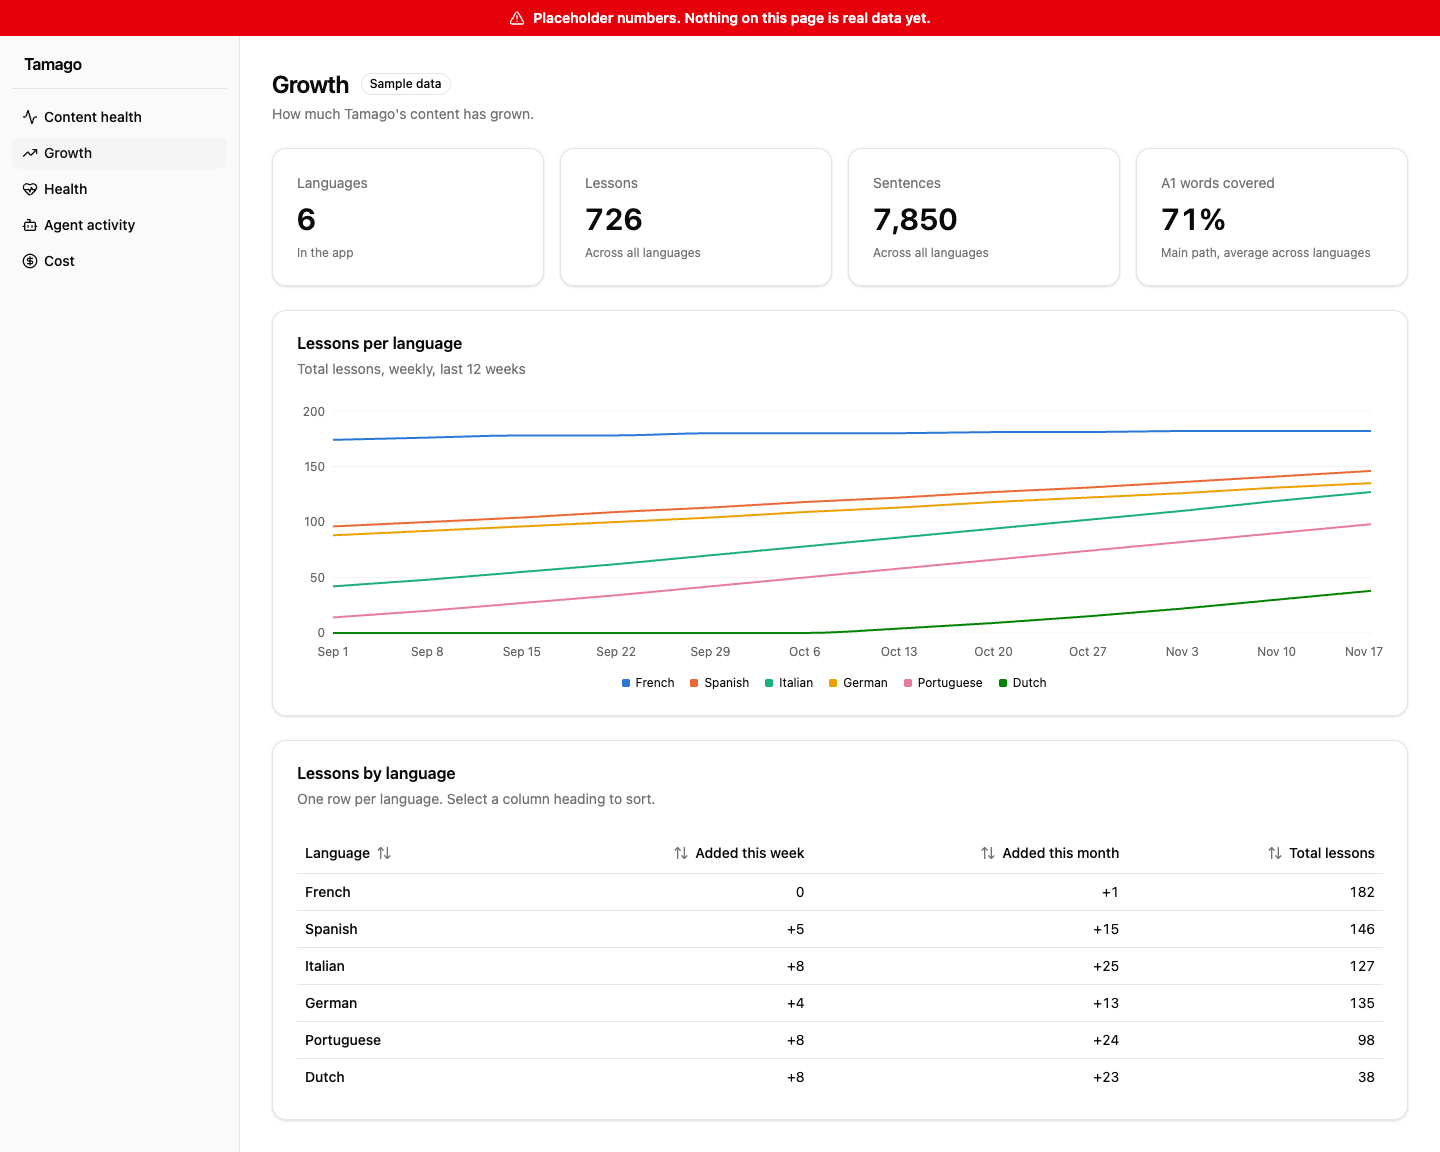 Placeholder numbers. Nothing on this page is real data yet.
Tamago
Content health
Growth
Health
Agent activity
Cost
Growth Sample data
How much Tamago's content has grown.
Languages
6
In the app
Lessons
726
Across all languages
Sentences
7,850
Across all languages
A1 words covered
71%
Main path, average across languages
Lessons per language
Total lessons, weekly, last 12 weeks
200
150
100
50
0
Sep 1 Sep 8 Sep 15 Sep 22 Sep 29 Oct 6 Oct 13 Oct 20 Oct 27 Nov 3 Nov 10 Nov 17
French Spanish Italian German Portuguese Dutch
Lessons by language
One row per language. Select a column heading to sort.
Language Added this week Added this month Total lessons
French 0 +1 182
Spanish +5 +15 146
Italian +8 +25 127
German +4 +13 135
Portuguese +8 +24 98
Dutch +8 +23 38